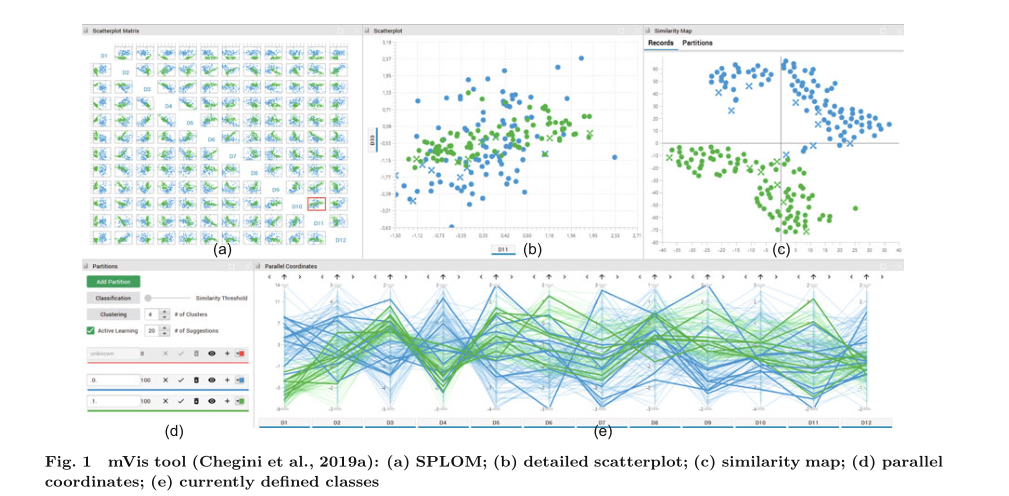 Scatterplot Matrix
D1
D2
D3
D4
D5
D6
D7
D8
D9
D10
D11
D12
(a)
Scatterplot
D10
D11
(b)
Similarity Map
Records Partitions
(c)
Partitions
Add Partition
Classification Similarity Threshold
Clustering 4 # of Clusters
Active Learning 20 # of Suggestions
unknown 8
0. 100
1. 100
(d)
Parallel Coordinates
D1 D2 D3 D4 D5 D6 D7 D8 D9 D10 D11 D12
(e)
Fig. 1 mVis tool (Chegini et al., 2019a): (a) SPLOM; (b) detailed scatterplot; (c) similarity map; (d) parallel
coordinates; (e) currently defined classes